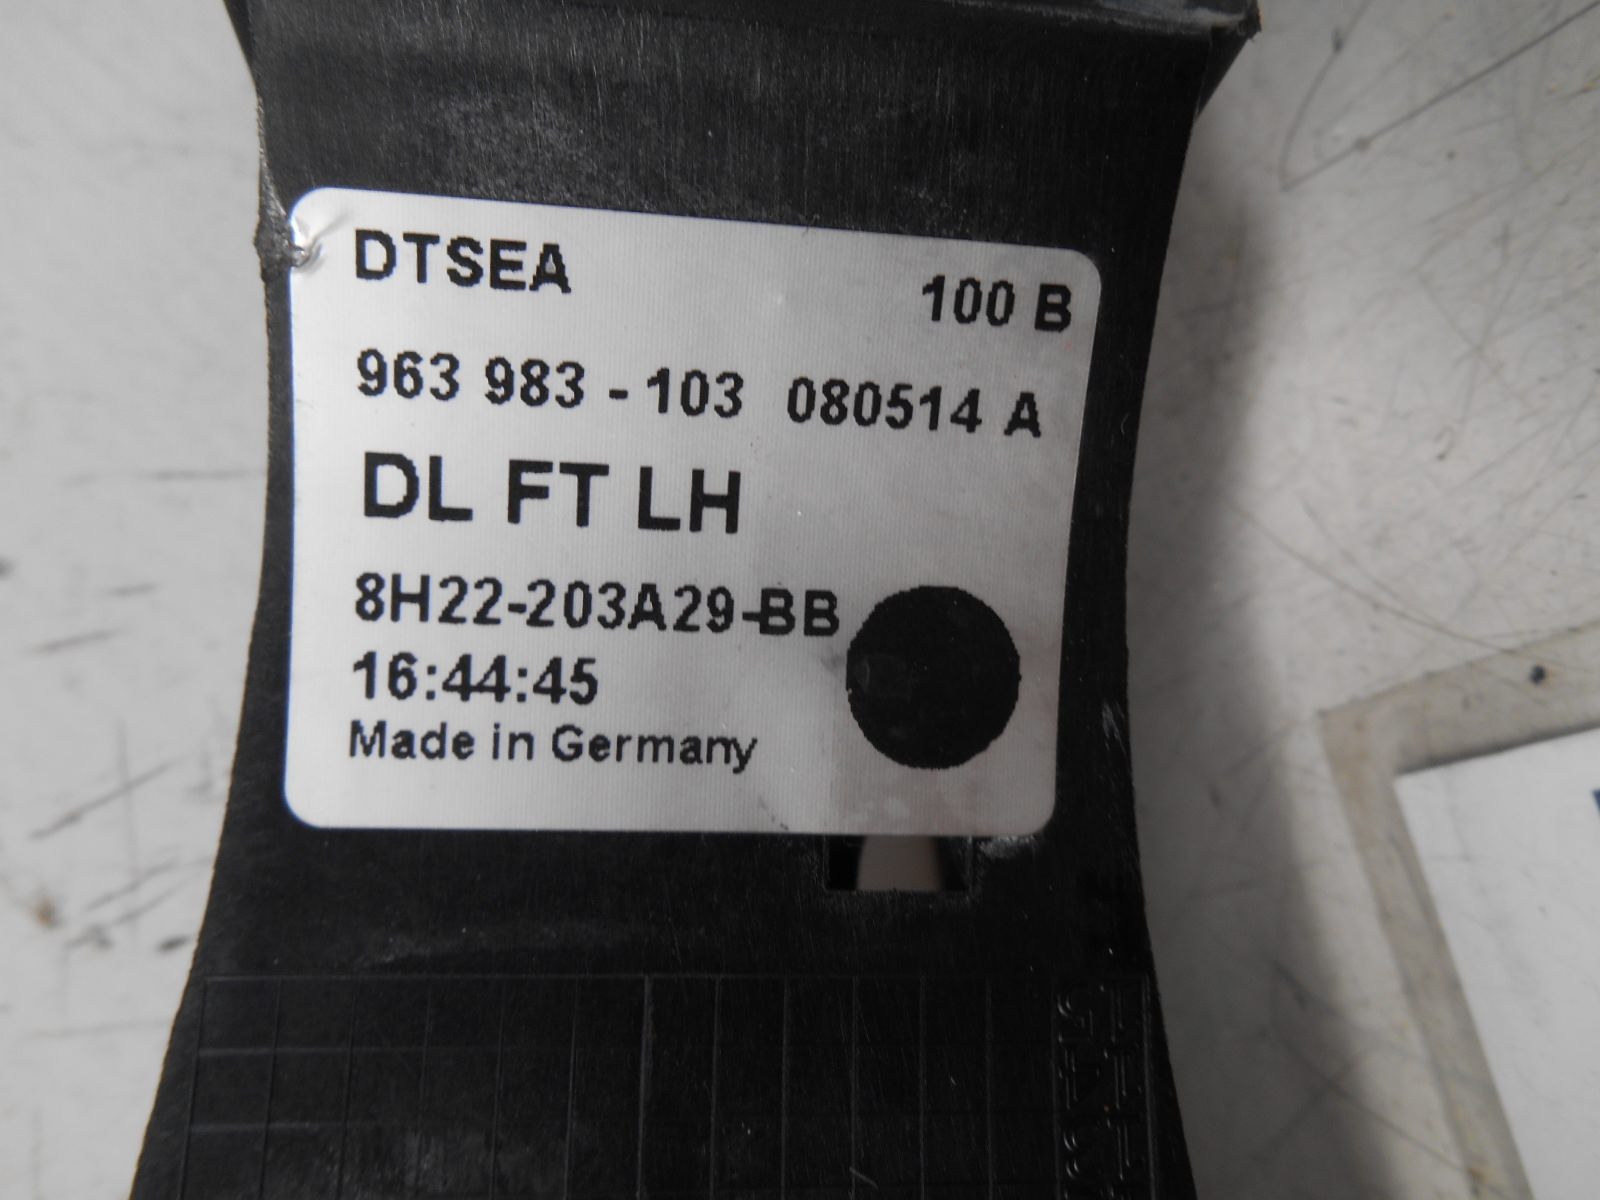 DTSEA 100 B
963 983 - 103 080514 A
DL FT LH
8H22-203A29-BB
16:44:45
Made in Germany